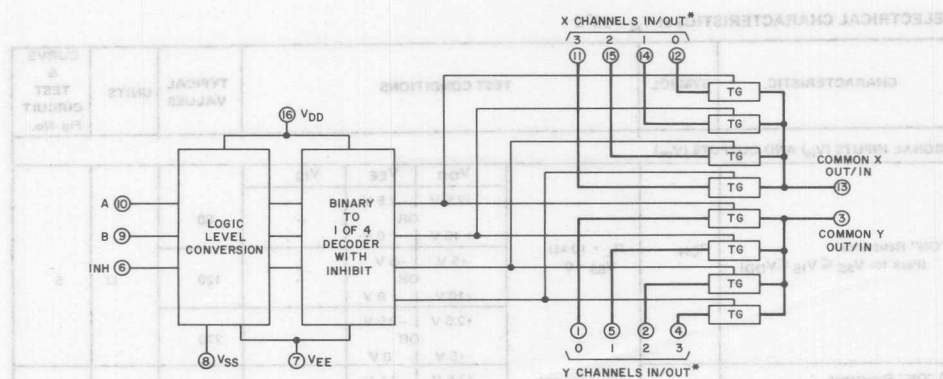 X CHANNELS IN/OUT*
3 2 1 0
11 15 14 12
TG
TG
TG
TG
COMMON X
OUT/IN
13
16 VDD
A 10
B 9
INH 6
LOGIC
LEVEL
CONVERSION
BINARY
TO
1 OF 4
DECODER
WITH
INHIBIT
8 VSS
7 VEE
TG
TG
TG
TG
3
COMMON Y
OUT/IN
1 5 2 4
0 1 2 3
Y CHANNELS IN/OUT*
ELECTRICAL CHARACTERISTICS
CHARACTERISTIC
TEST CONDITIONS
TYPICAL
VALUES
UNITS
CURVE
&
TEST
CIRCUIT
Fig. No.